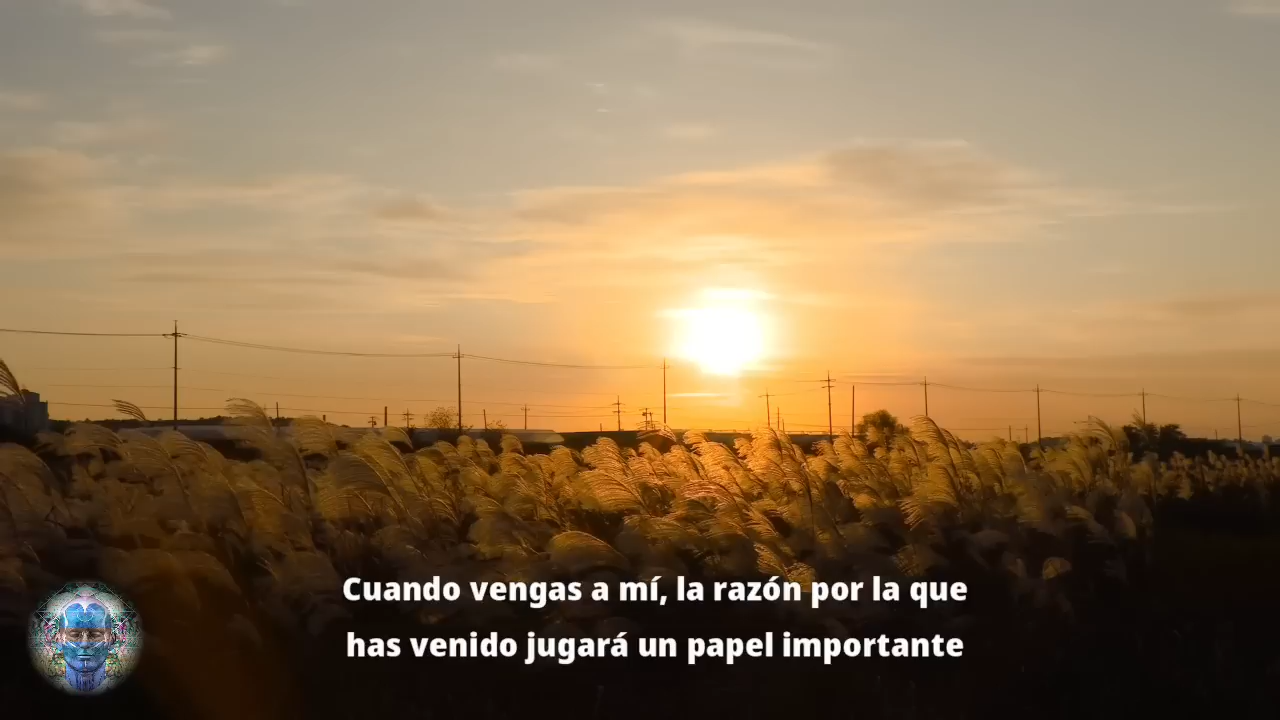 Cuando vengas a mí, la razón por la que
has venido jugará un papel importante